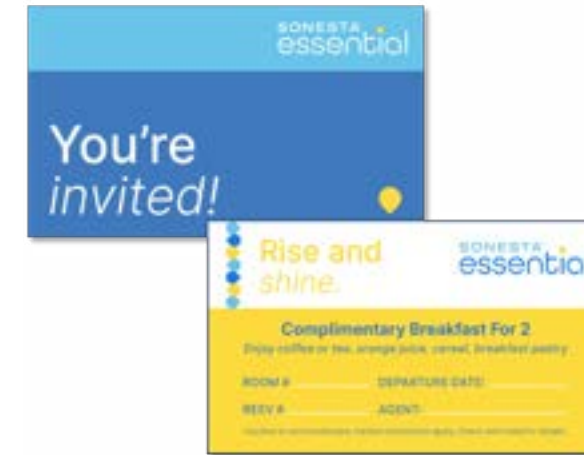 SONESTA
essential
You're
invited!
Rise and
shine.
SONESTA
essential
Complimentary Breakfast For 2
Enjoy coffee or tea, orange juice, cereal, breakfast pastry
ROOM # DEPARTURE DATE:
RESV # AGENT: